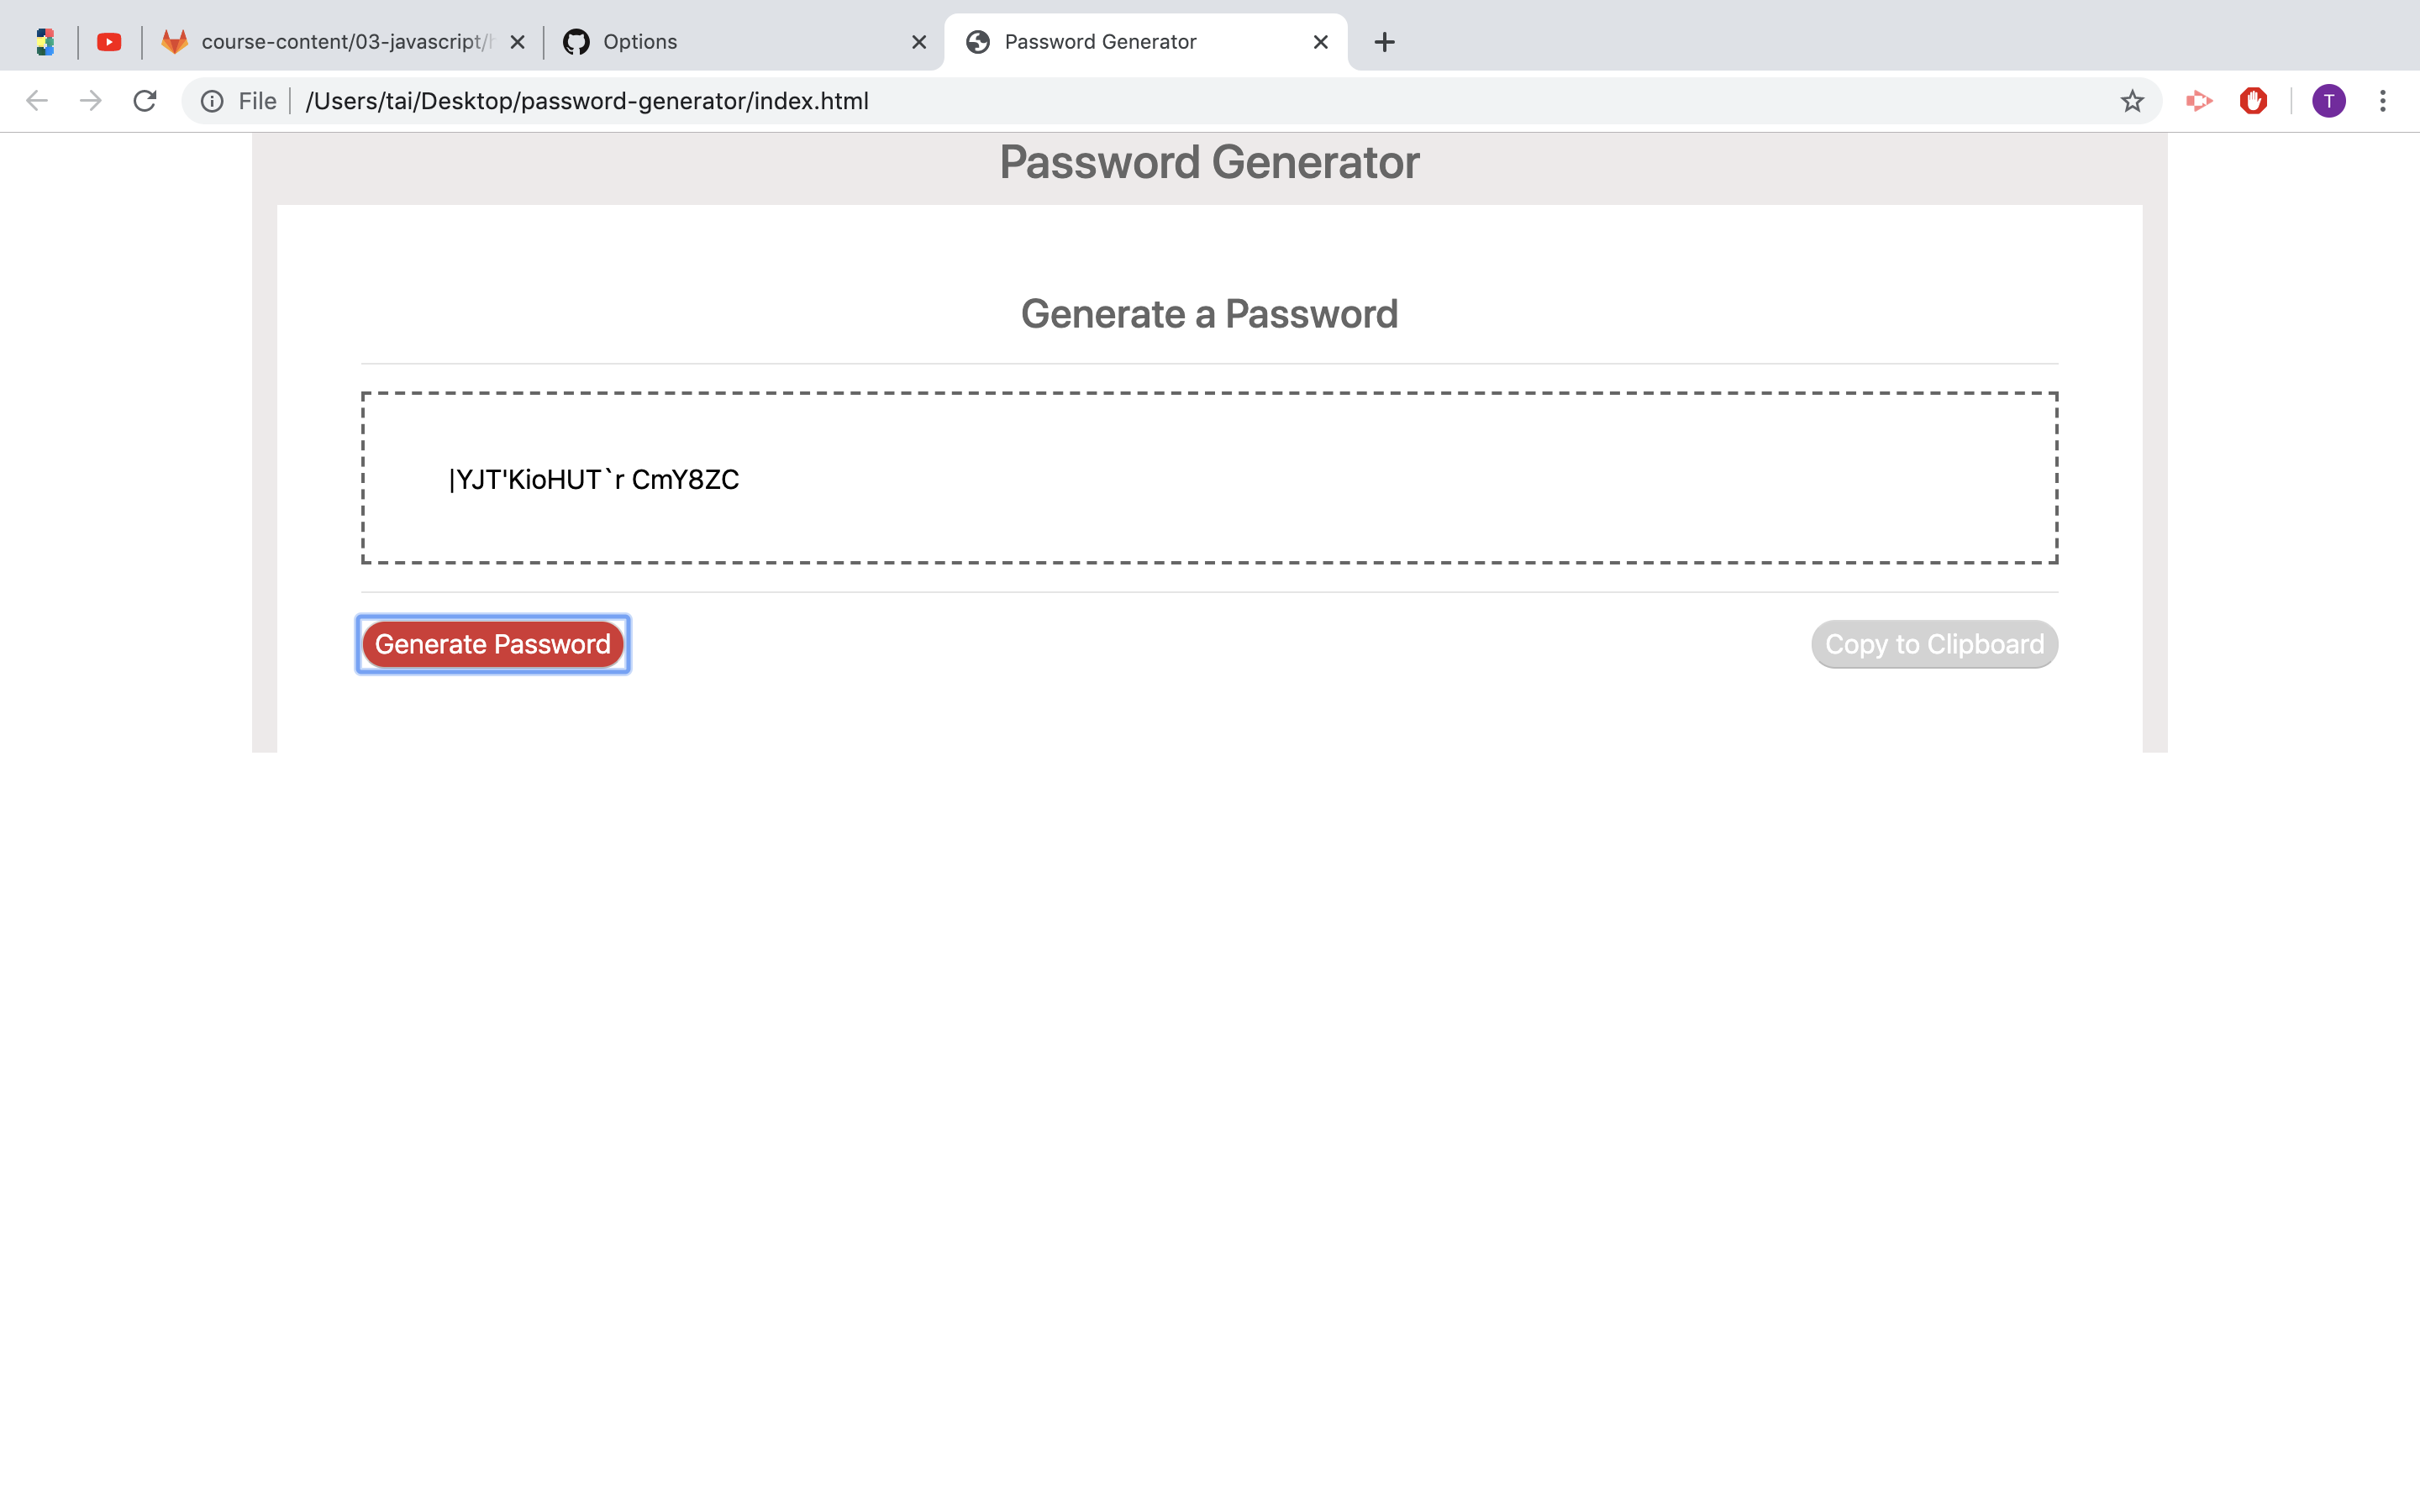 course-content/03-javascript/
Options
Password Generator
File
/Users/tai/Desktop/password-generator/index.html
T
Password Generator
Generate a Password
|YJT'KioHUT`r CmY8ZC
Generate Password
Copy to Clipboard